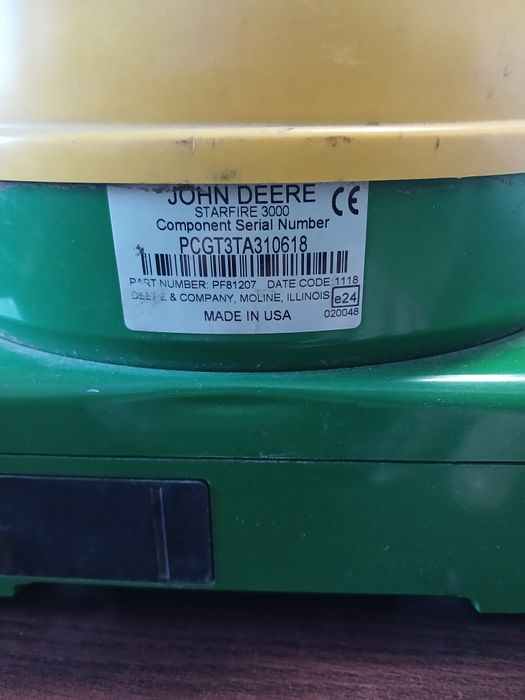 JOHN DEERE
STARFIRE 3000
CE
Component Serial Number
PCGT3TA310618
PART NUMBER: PF81207 DATE CODE: 1118
DEERE & COMPANY, MOLINE, ILLINOIS e24
020048
MADE IN USA